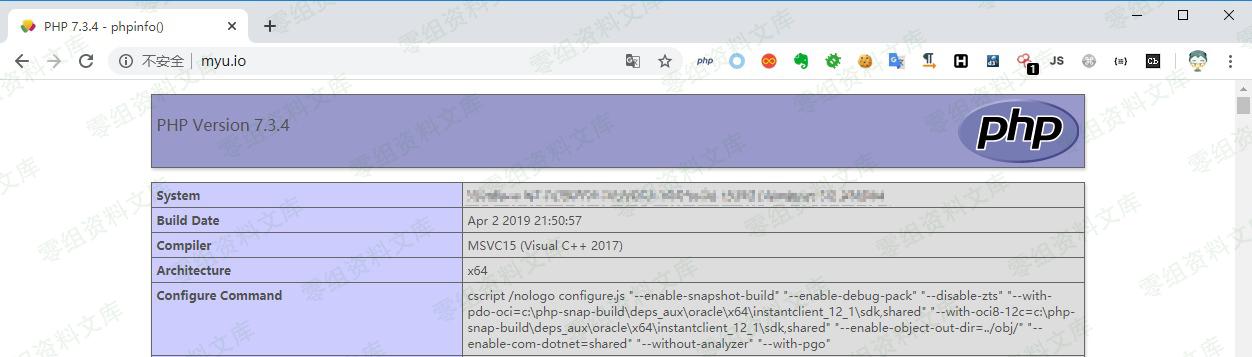 PHP 7.3.4 - phpinfo()
不安全 myu.io
php
JS
1
PHP Version 7.3.4
php
System
Build Date Apr 2 2019 21:50:57
Compiler MSVC15 (Visual C++ 2017)
Architecture x64
Configure Command cscript /nologo configure.js "--enable-snapshot-build" "--enable-debug-pack" "--disable-zts" "--with-
pdo-oci=c:\php-snap-build\deps_aux\oracle\x64\instantclient_12_1\sdk,shared" "--with-oci8-12c=c:\php-
snap-build\deps_aux\oracle\x64\instantclient_12_1\sdk,shared" "--enable-object-out-dir=../obj/" "--
enable-com-dotnet=shared" "--without-analyzer" "--with-pgo"
零组资料文库